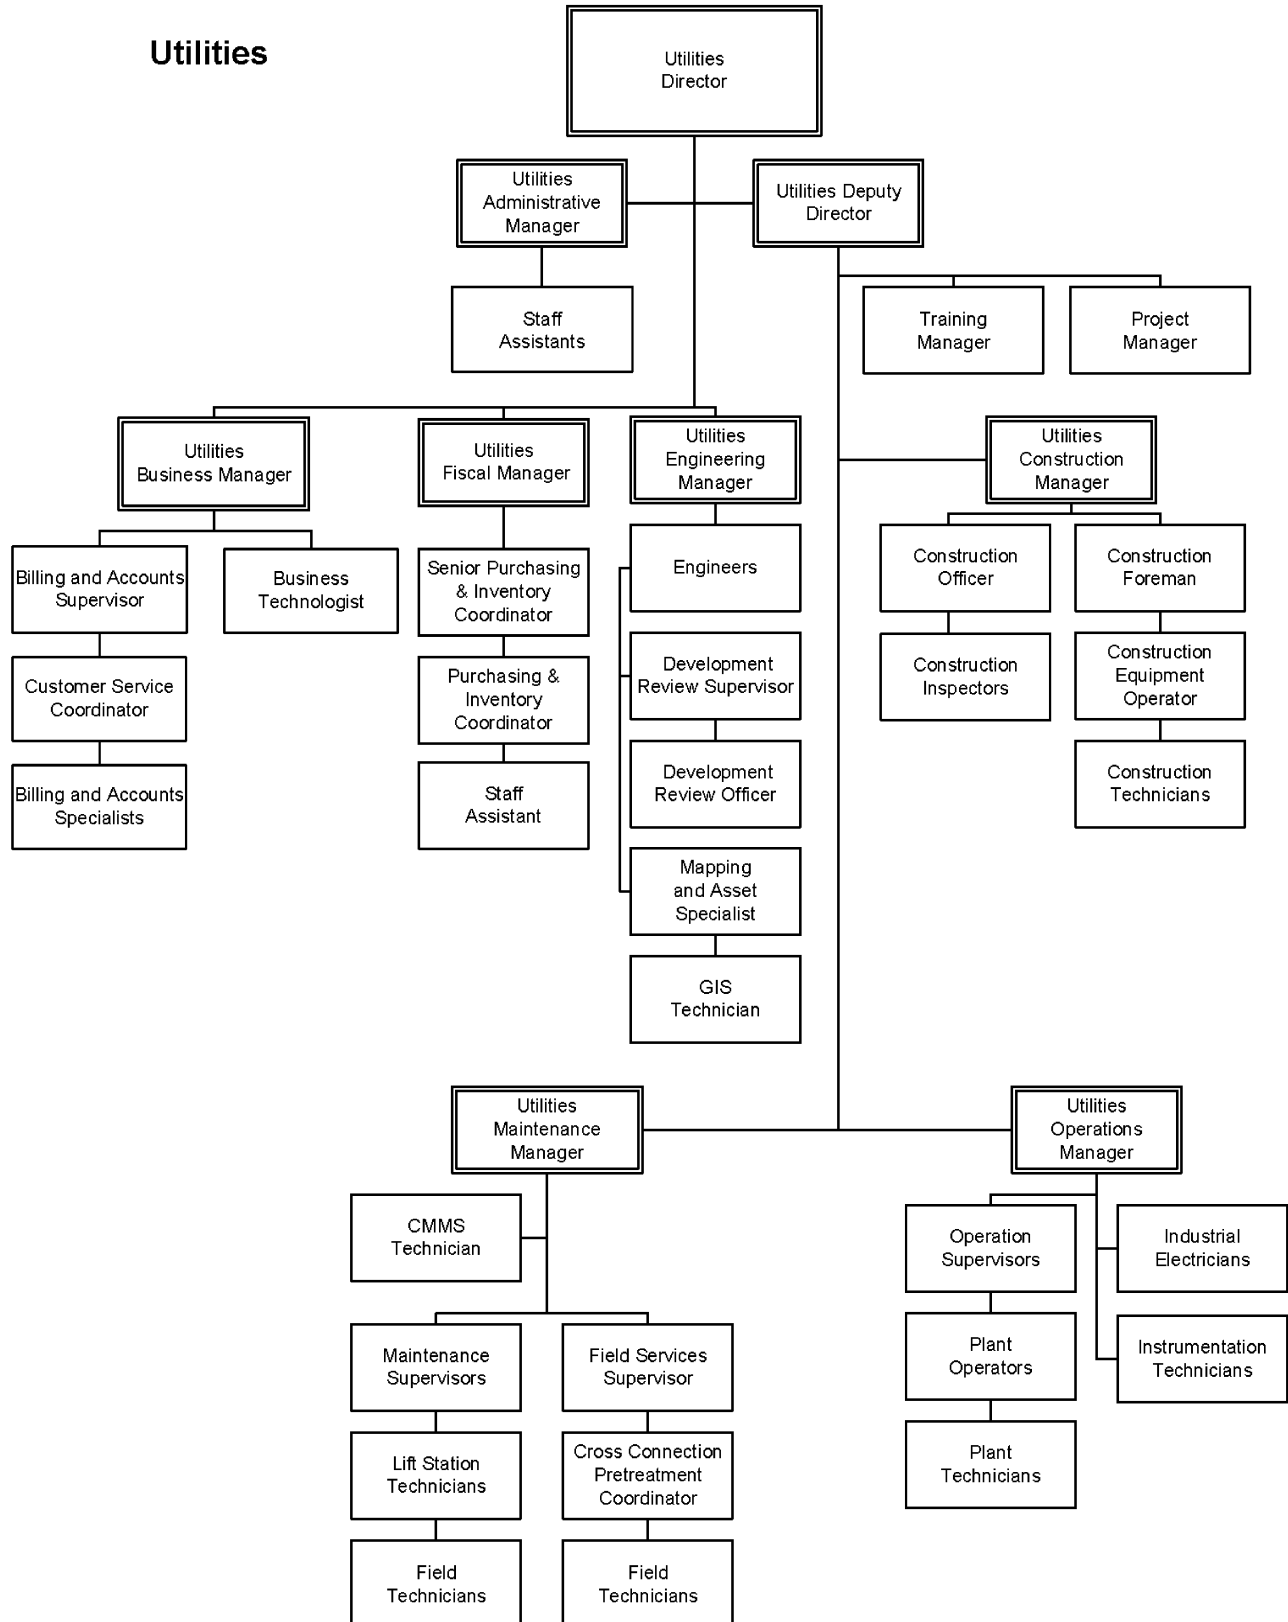 Utilities
Utilities
Director
Utilities
Administrative
Manager
Utilities Deputy
Director
Staff
Assistants
Training
Manager
Project
Manager
Utilities
Business Manager
Utilities
Fiscal Manager
Utilities
Engineering
Manager
Utilities
Construction
Manager
Billing and Accounts
Supervisor
Business
Technologist
Senior Purchasing
& Inventory
Coordinator
Engineers
Construction
Officer
Construction
Foreman
Customer Service
Coordinator
Purchasing &
Inventory
Coordinator
Development
Review Supervisor
Construction
Inspectors
Construction
Equipment
Operator
Billing and Accounts
Specialists
Staff
Assistant
Development
Review Officer
Construction
Technicians
Mapping
and Asset
Specialist
GIS
Technician
Utilities
Maintenance
Manager
Utilities
Operations
Manager
CMMS
Technician
Operation
Supervisors
Industrial
Electricians
Maintenance
Supervisors
Field Services
Supervisor
Plant
Operators
Instrumentation
Technicians
Lift Station
Technicians
Cross Connection
Pretreatment
Coordinator
Plant
Technicians
Field
Technicians
Field
Technicians